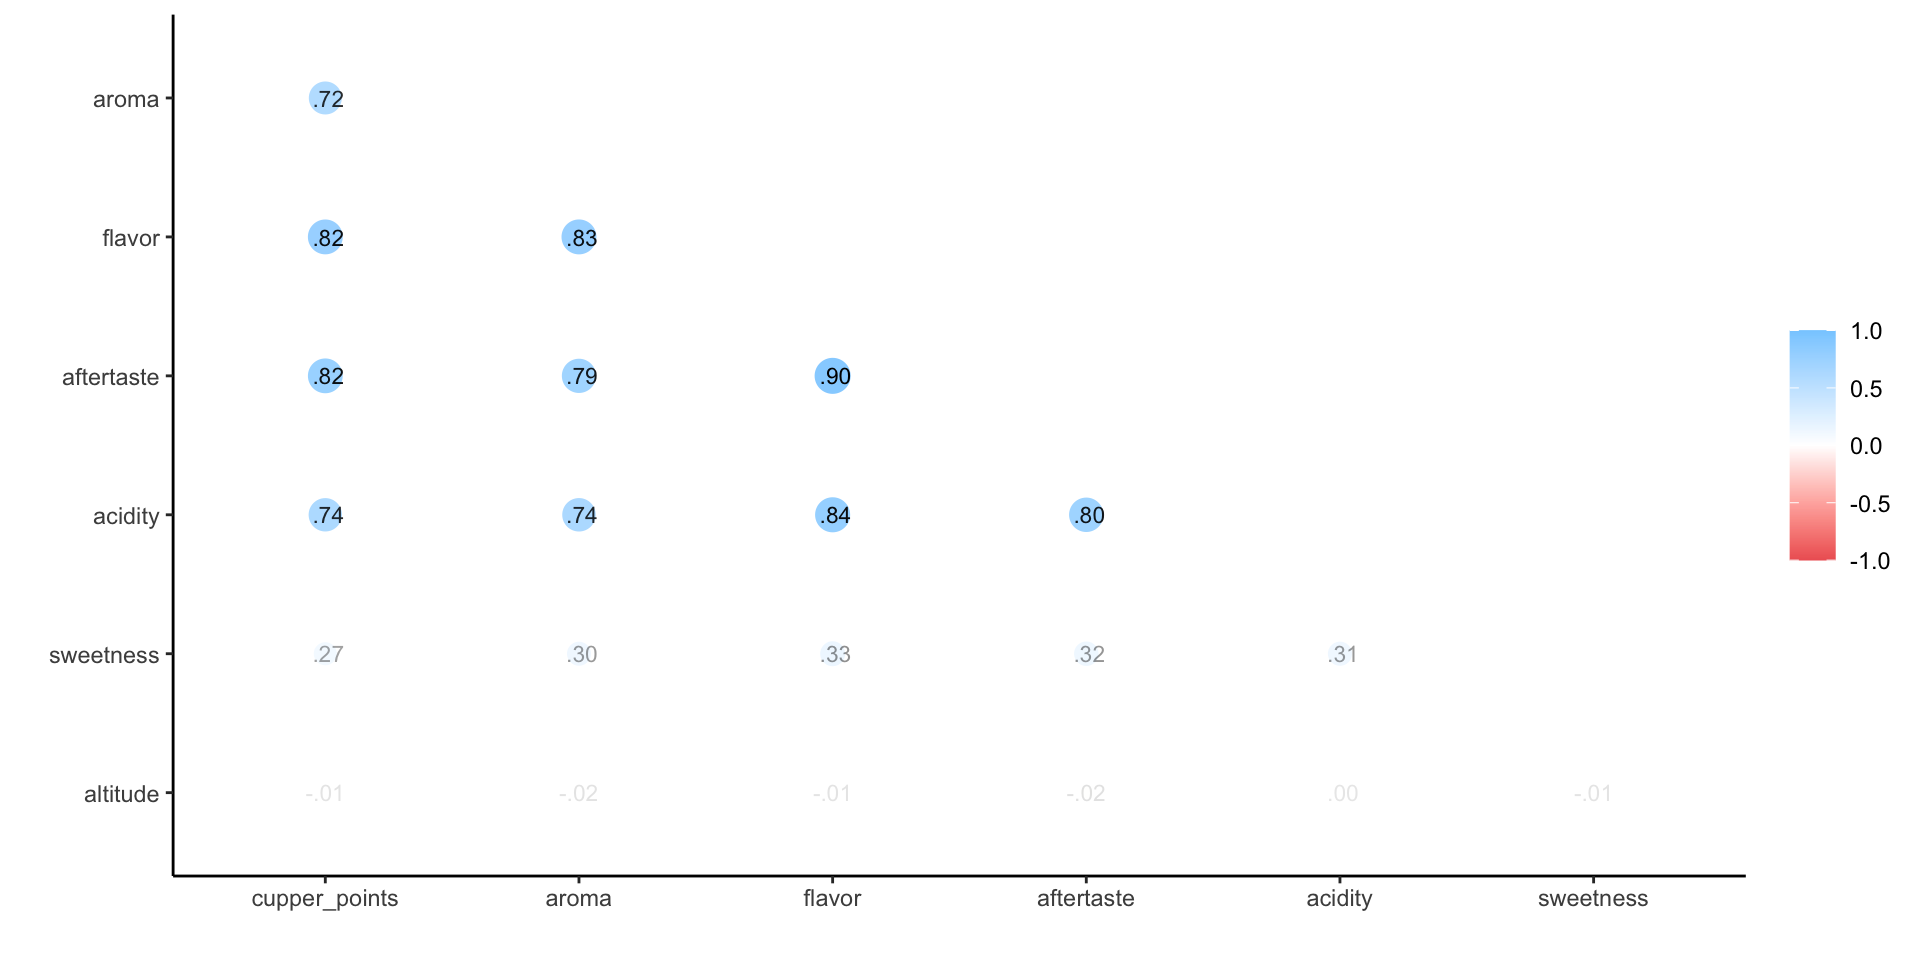 aroma .72
flavor .82 .83
aftertaste .82 .79 .90
acidity .74 .74 .84 .80
sweetness .27 .30 .33 .32 .31
altitude -.01 -.02 -.01 -.02 .00 -.01
cupper_points aroma flavor aftertaste acidity sweetness
1.0
0.5
0.0
-0.5
-1.0